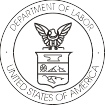 DEPARTMENT OF LABOR
UNITED STATES OF AMERICA